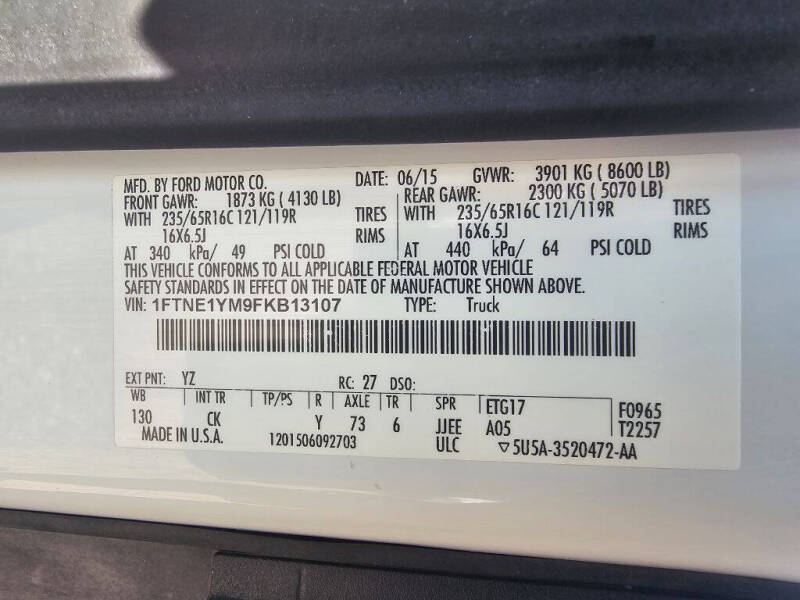 MFD. BY FORD MOTOR CO. DATE: 06/15 GVWR: 3901 KG ( 8600 LB)
FRONT GAWR: 1873 KG ( 4130 LB) REAR GAWR: 2300 KG ( 5070 LB)
WITH 235/65R16C 121/119R TIRES WITH 235/65R16C 121/119R TIRES
16X6.5J RIMS 16X6.5J RIMS
AT 340 kPa/ 49 PSI COLD AT 440 kPa/ 64 PSI COLD
THIS VEHICLE CONFORMS TO ALL APPLICABLE FEDERAL MOTOR VEHICLE
SAFETY STANDARDS IN EFFECT ON THE DATE OF MANUFACTURE SHOWN ABOVE.
VIN: 1FTNE1YM9FKB13107 TYPE: Truck
EXT PNT: YZ RC: 27 DSO:
WB INT TR TP/PS R AXLE TR SPR ETG17 F0965
130 CK Y 73 6 JJEE A05 T2257
MADE IN U.S.A. 1201506092703 ULC ▽5U5A-3520472-AA